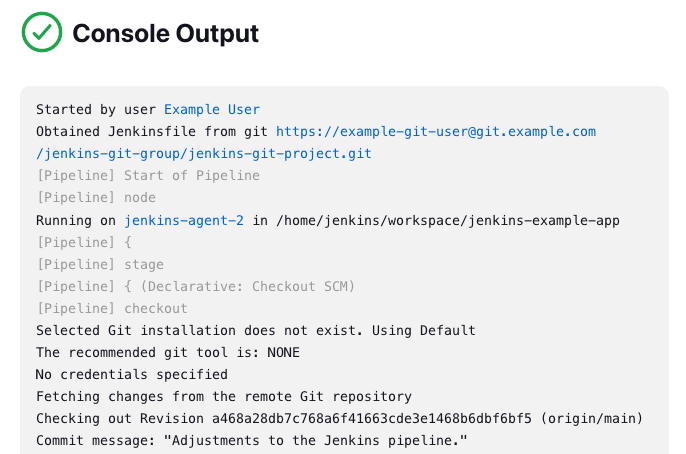 Console Output
Started by user Example User
Obtained Jenkinsfile from git https://example-git-user@git.example.com
/jenkins-git-group/jenkins-git-project.git
[Pipeline] Start of Pipeline
[Pipeline] node
Running on jenkins-agent-2 in /home/jenkins/workspace/jenkins-example-app
[Pipeline] {
[Pipeline] stage
[Pipeline] { (Declarative: Checkout SCM)
[Pipeline] checkout
Selected Git installation does not exist. Using Default
The recommended git tool is: NONE
No credentials specified
Fetching changes from the remote Git repository
Checking out Revision a468a28db7c768a6f41663cde3e1468b6dbf6bf5 (origin/main)
Commit message: "Adjustments to the Jenkins pipeline."